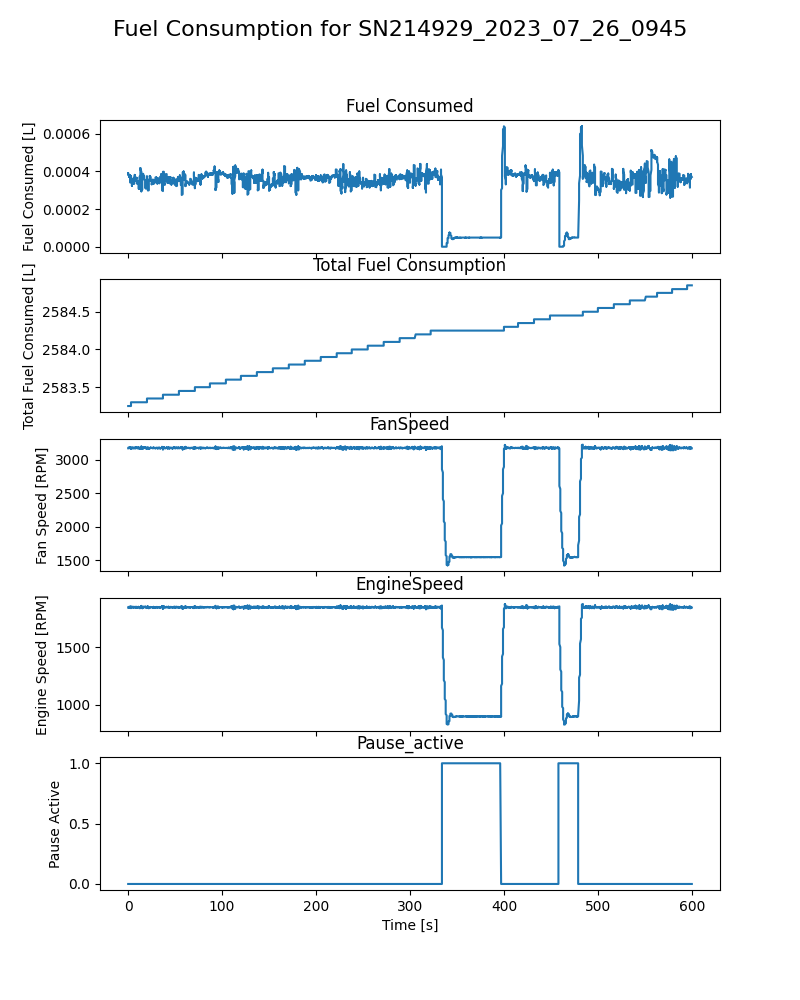 Fuel Consumption for SN214929_2023_07_26_0945
Fuel Consumed
Fuel Consumed [L]
0.0006
0.0004
0.0002
0.0000
Total Fuel Consumption
Total Fuel Consumed [L]
2584.5
2584.0
2583.5
FanSpeed
Fan Speed [RPM]
3000
2500
2000
1500
EngineSpeed
Engine Speed [RPM]
1500
1000
Pause_active
Pause Active
1.0
0.5
0.0
0 100 200 300 400 500 600
Time [s]